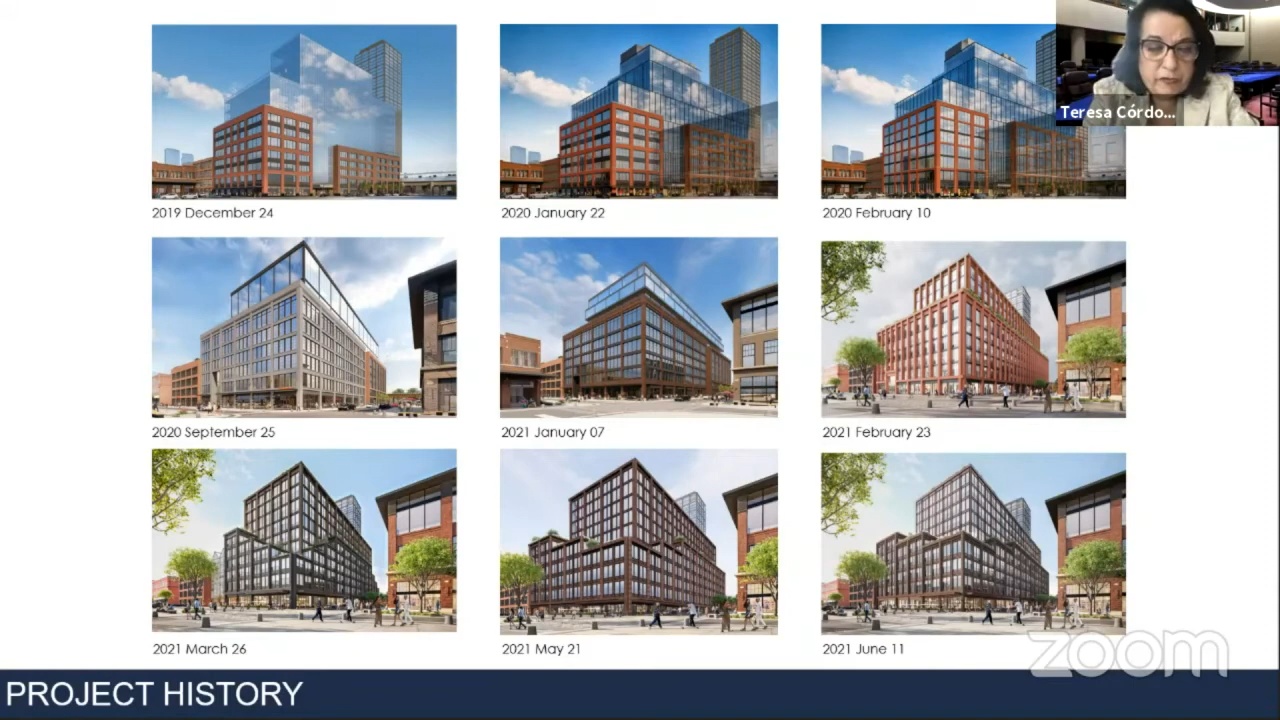 Teresa Córdo...
2019 December 24
2020 January 22
2020 February 10
2020 September 25
2021 January 07
2021 February 23
2021 March 26
2021 May 21
2021 June 11
zoom
PROJECT HISTORY